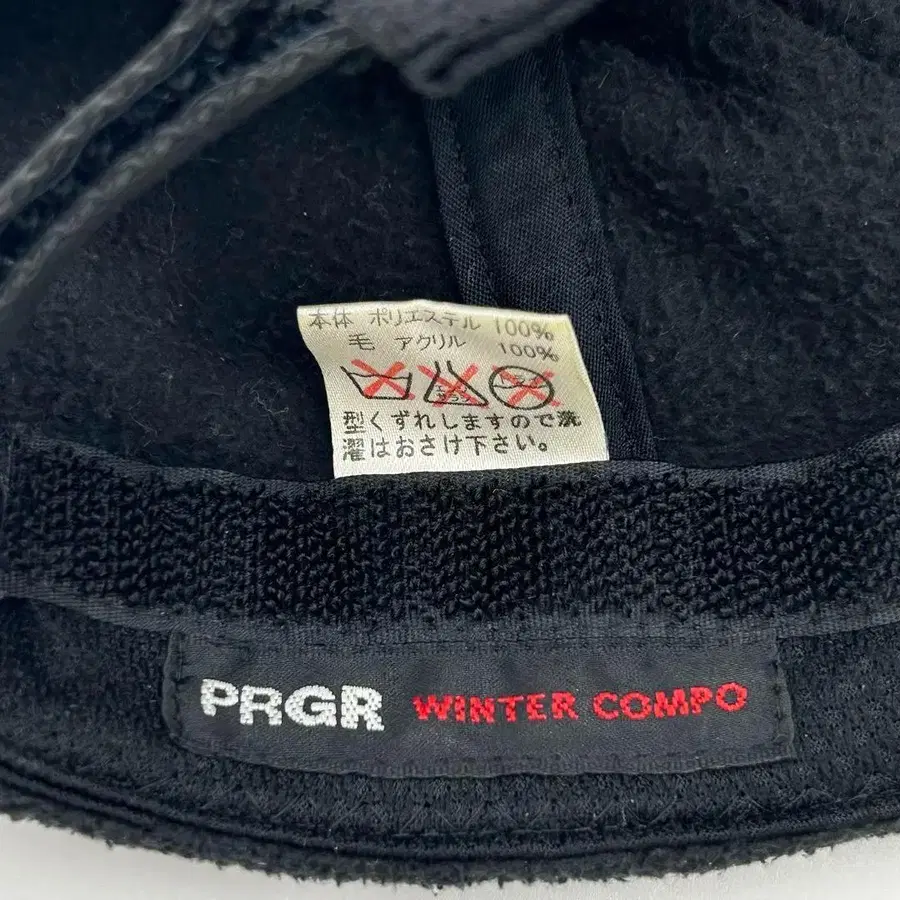 本体 ポリエステル 100%
毛 アクリル 100%
型くずれしますので洗
濯はおさけ下さい。
PRGR WINTER COMPO